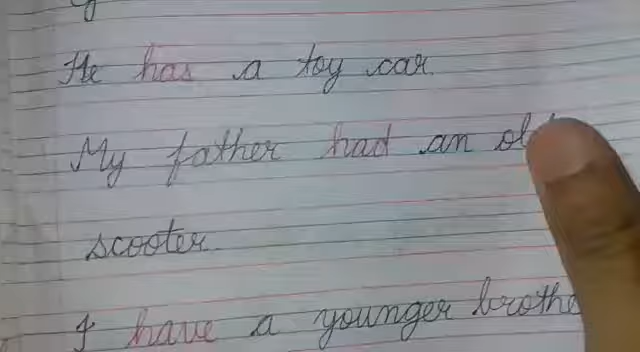 He has a toy car.
My father had an
scooter.
I have a younger